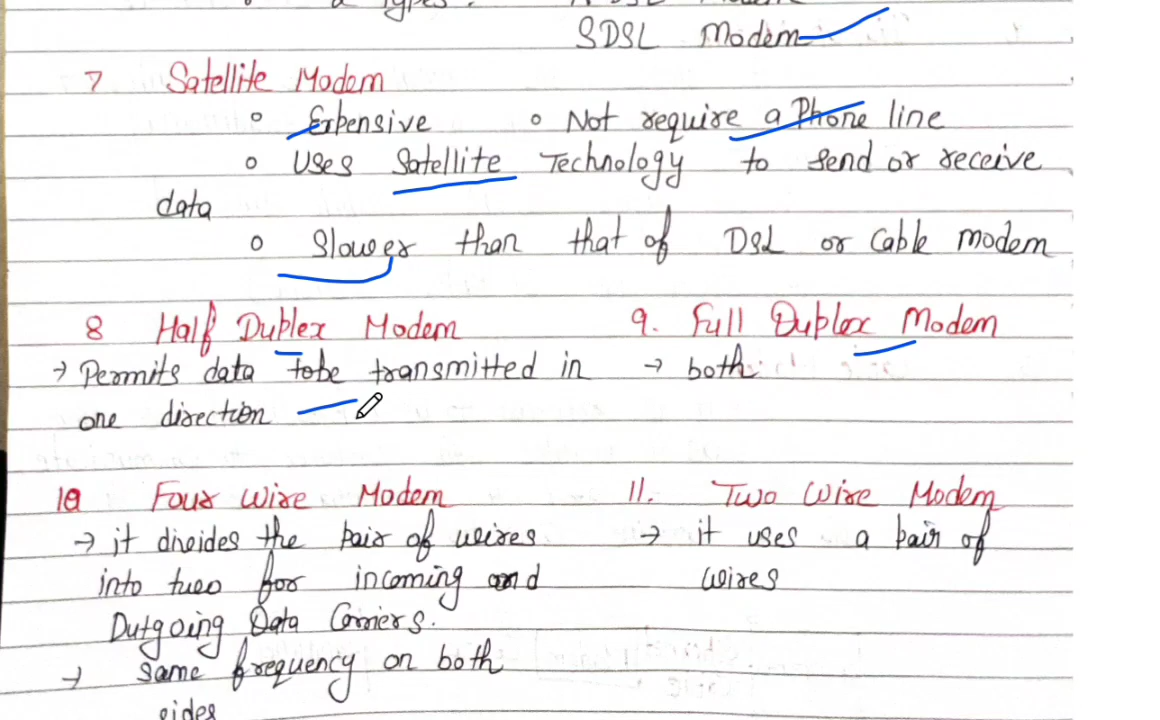 Types :
SDSL Modem
7 Satellite Modem
Expensive Not require a Phone line
Uses Satellite Technology to send or receive
data
Slower than that of DSL or Cable modem
8 Half Duplex Modem 9. Full Duplex Modem
→ Permits data tobe transmitted in → both
one direction
10 Four Wire Modem 11. Two Wire Modem
→ it divides the pair of wires → it uses a pair of
into two for incoming and wires
Outgoing Data Carriers.
→ same frequency on both
sides